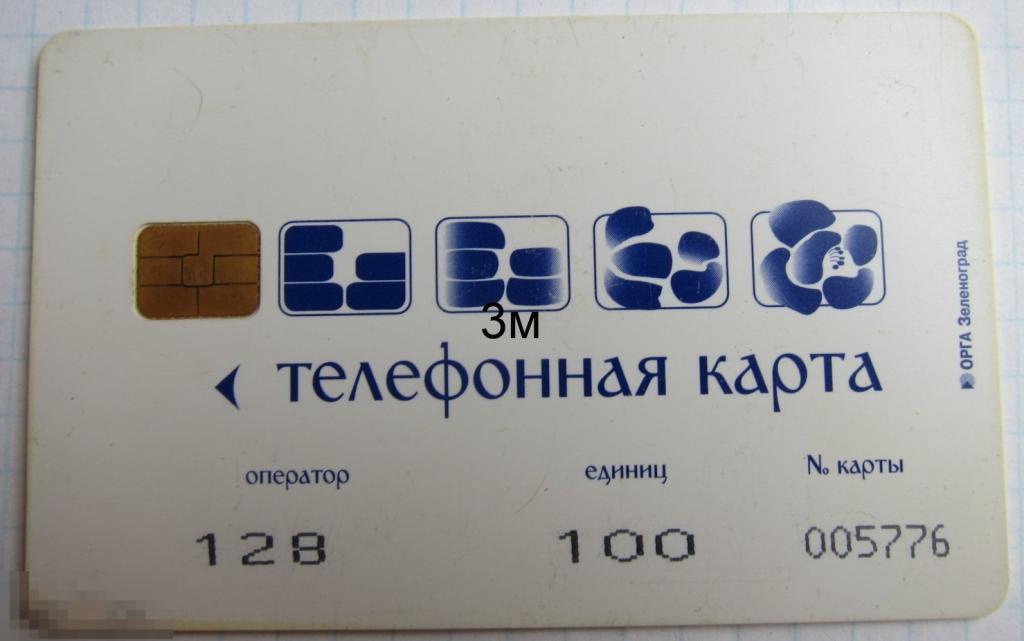 3м
ТЕЛЕФОННАЯ КАРТА
ОРГА Зеленоград
оператор единиц № карты
128 100 005776